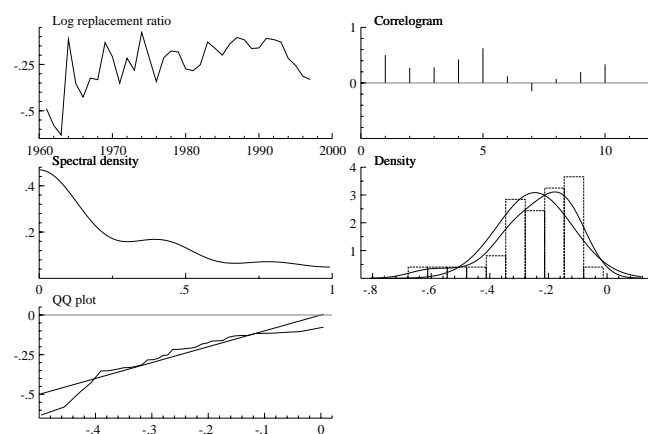 Log replacement ratio
Correlogram
-.25
-.5
1960 1970 1980 1990 2000
1
0
0 5 10
Spectral density
Density
.4
.2
0 .5 1
4
3
2
1
-.8 -.6 -.4 -.2 0
QQ plot
0
-.25
-.5
-.4 -.3 -.2 -.1 0